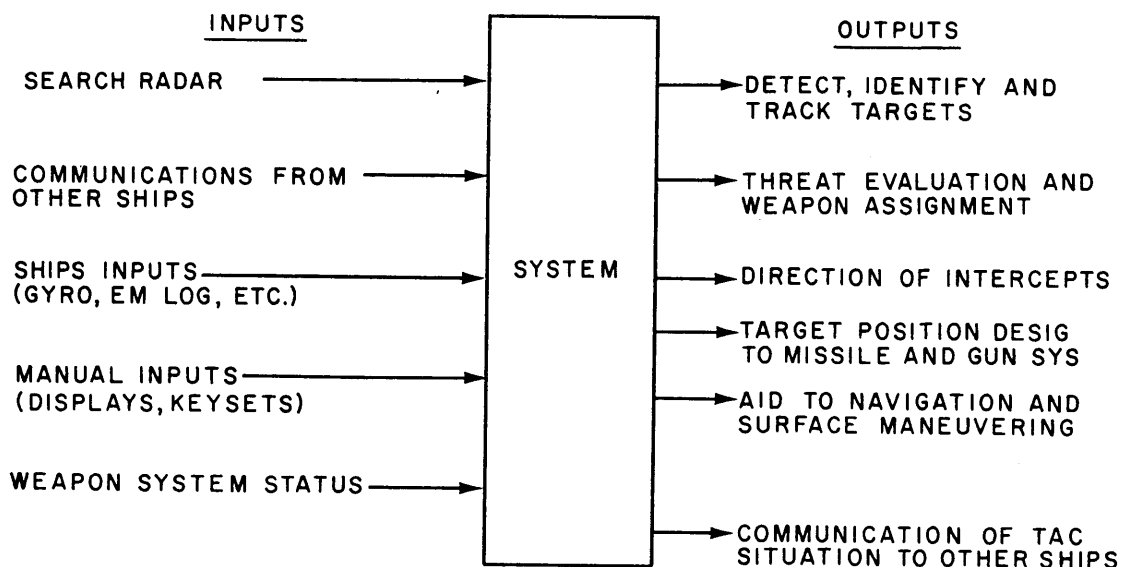 INPUTS
SEARCH RADAR
COMMUNICATIONS FROM
OTHER SHIPS
SHIPS INPUTS
(GYRO, EM LOG, ETC.)
MANUAL INPUTS
(DISPLAYS, KEYSETS)
WEAPON SYSTEM STATUS
SYSTEM
OUTPUTS
DETECT, IDENTIFY AND
TRACK TARGETS
THREAT EVALUATION AND
WEAPON ASSIGNMENT
DIRECTION OF INTERCEPTS
TARGET POSITION DESIG
TO MISSILE AND GUN SYS
AID TO NAVIGATION AND
SURFACE MANEUVERING
COMMUNICATION OF TAC
SITUATION TO OTHER SHIPS